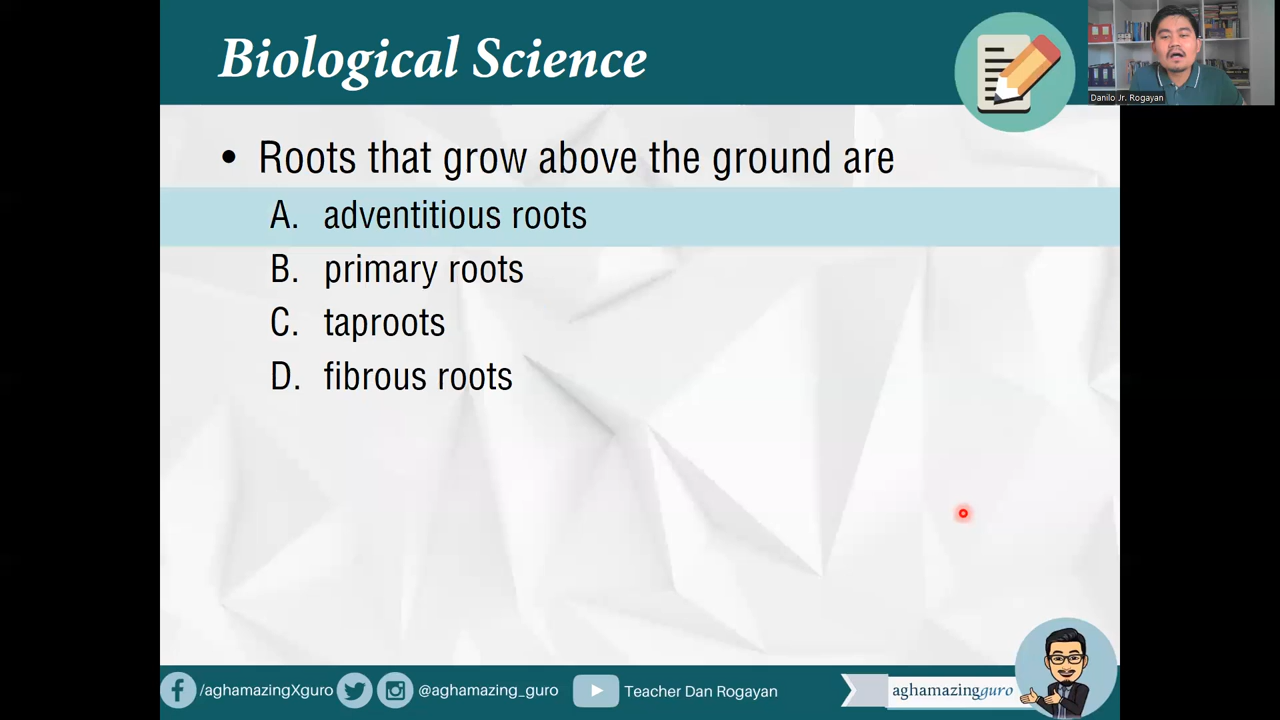 Biological Science
Danilo Jr. Rogayan
• Roots that grow above the ground are
A. adventitious roots
B. primary roots
C. taproots
D. fibrous roots
/aghamazingXguro
@aghamazing_guro
Teacher Dan Rogayan
aghamazingguro